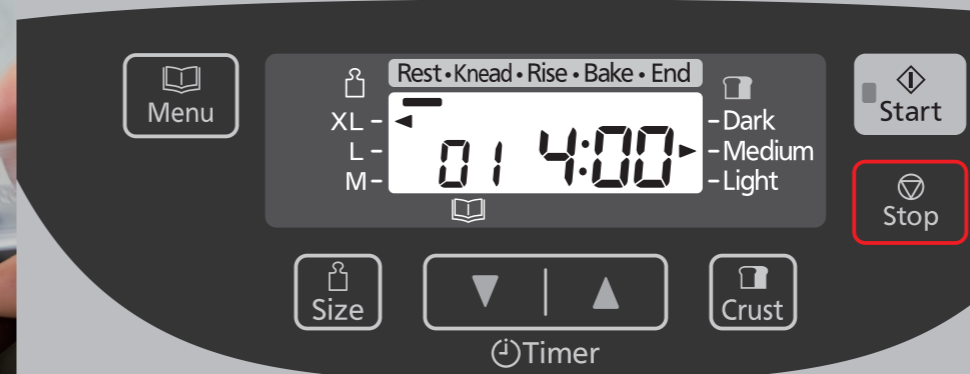 Menu
Rest • Knead • Rise • Bake • End
XL
L
M
01 4:00
Dark
Medium
Light
Start
Stop
Size
Crust
Timer